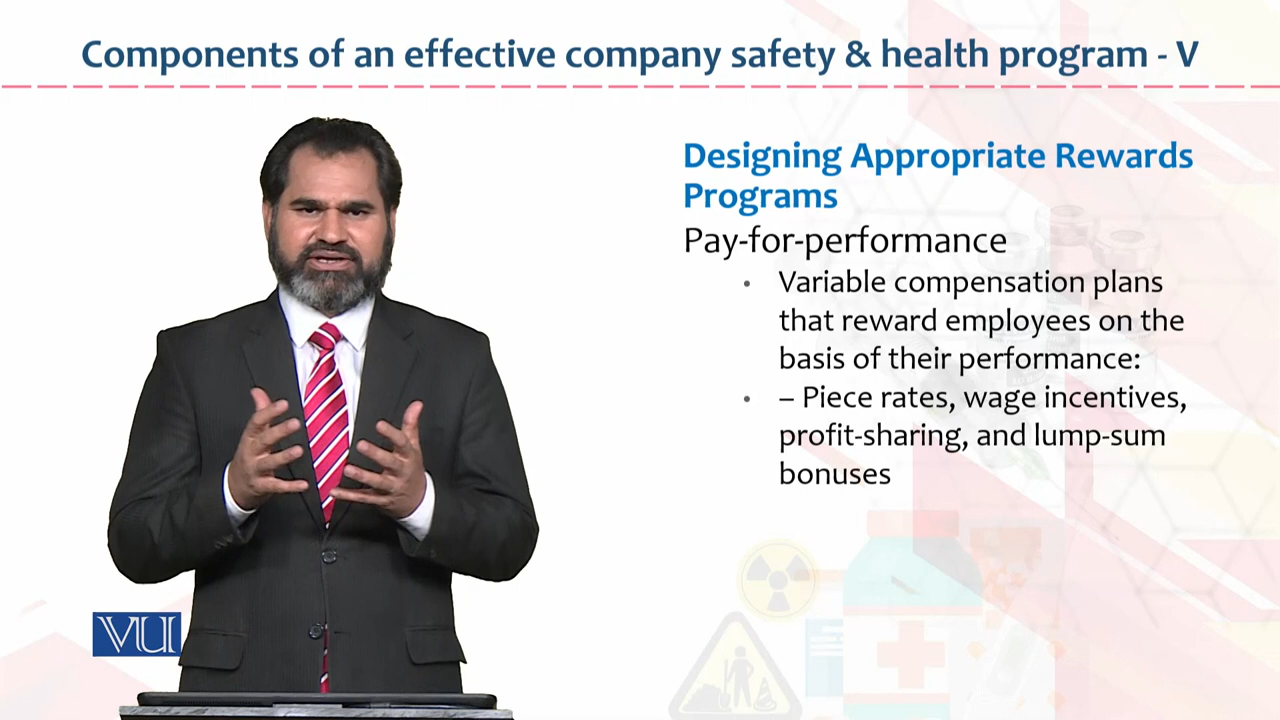 Components of an effective company safety & health program - V
Designing Appropriate Rewards
Programs
Pay-for-performance
• Variable compensation plans
that reward employees on the
basis of their performance:
• – Piece rates, wage incentives,
profit-sharing, and lump-sum
bonuses
VU